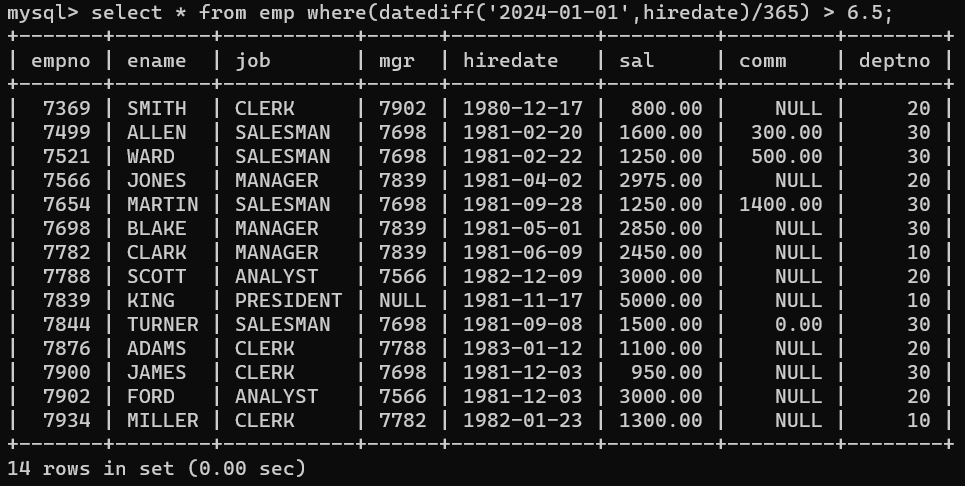 mysql> select * from emp where(datediff('2024-01-01',hiredate)/365) > 6.5;
+-------+--------+-----------+------+------------+---------+---------+--------+
| empno | ename  | job       | mgr  | hiredate   | sal     | comm    | deptno |
+-------+--------+-----------+------+------------+---------+---------+--------+
|  7369 | SMITH  | CLERK     | 7902 | 1980-12-17 |  800.00 |    NULL |     20 |
|  7499 | ALLEN  | SALESMAN  | 7698 | 1981-02-20 | 1600.00 |  300.00 |     30 |
|  7521 | WARD   | SALESMAN  | 7698 | 1981-02-22 | 1250.00 |  500.00 |     30 |
|  7566 | JONES  | MANAGER   | 7839 | 1981-04-02 | 2975.00 |    NULL |     20 |
|  7654 | MARTIN | SALESMAN  | 7698 | 1981-09-28 | 1250.00 | 1400.00 |     30 |
|  7698 | BLAKE  | MANAGER   | 7839 | 1981-05-01 | 2850.00 |    NULL |     30 |
|  7782 | CLARK  | MANAGER   | 7839 | 1981-06-09 | 2450.00 |    NULL |     10 |
|  7788 | SCOTT  | ANALYST   | 7566 | 1982-12-09 | 3000.00 |    NULL |     20 |
|  7839 | KING   | PRESIDENT | NULL | 1981-11-17 | 5000.00 |    NULL |     10 |
|  7844 | TURNER | SALESMAN  | 7698 | 1981-09-08 | 1500.00 |    0.00 |     30 |
|  7876 | ADAMS  | CLERK     | 7788 | 1983-01-12 | 1100.00 |    NULL |     20 |
|  7900 | JAMES  | CLERK     | 7698 | 1981-12-03 |  950.00 |    NULL |     30 |
|  7902 | FORD   | ANALYST   | 7566 | 1981-12-03 | 3000.00 |    NULL |     20 |
|  7934 | MILLER | CLERK     | 7782 | 1982-01-23 | 1300.00 |    NULL |     10 |
+-------+--------+-----------+------+------------+---------+---------+--------+
14 rows in set (0.00 sec)